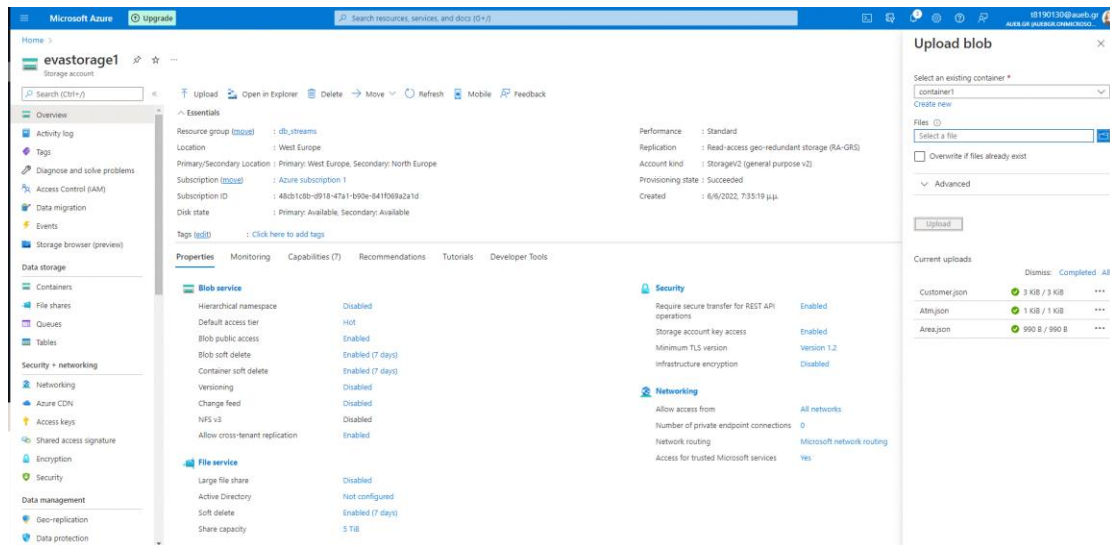 Microsoft Azure
Upgrade
Search resources, services, and docs (G+/)
t8190130@aueb.gr
AUEB.GR (AUEBGR.ONMICROSO...
Home >
evastorage1
Storage account
Search (Ctrl+/)
Overview
Activity log
Tags
Diagnose and solve problems
Access Control (IAM)
Data migration
Events
Storage browser (preview)
Data storage
Containers
File shares
Queues
Tables
Security + networking
Networking
Azure CDN
Access keys
Shared access signature
Encryption
Security
Data management
Geo-replication
Data protection
Upload Open in Explorer Delete Move Refresh Mobile Feedback
Essentials
Resource group (move) : db_streams
Location : West Europe
Primary/Secondary Location : Primary: West Europe, Secondary: North Europe
Subscription (move) : Azure subscription 1
Subscription ID : 48cb1c8b-d918-47a1-b90e-841f069a2a1d
Disk state : Primary: Available, Secondary: Available
Performance : Standard
Replication : Read-access geo-redundant storage (RA-GRS)
Account kind : StorageV2 (general purpose v2)
Provisioning state : Succeeded
Created : 6/6/2022, 7:35:19 μ.μ.
Tags (edit) : Click here to add tags
Properties Monitoring Capabilities (7) Recommendations Tutorials Developer Tools
Blob service
Hierarchical namespace Disabled
Default access tier Hot
Blob public access Enabled
Blob soft delete Enabled (7 days)
Container soft delete Enabled (7 days)
Versioning Disabled
Change feed Disabled
NFS v3 Disabled
Allow cross-tenant replication Enabled
File service
Large file share Disabled
Active Directory Not configured
Soft delete Enabled (7 days)
Share capacity 5 TiB
Security
Require secure transfer for REST API operations Enabled
Storage account key access Enabled
Minimum TLS version Version 1.2
Infrastructure encryption Disabled
Networking
Allow access from All networks
Number of private endpoint connections 0
Network routing Microsoft network routing
Access for trusted Microsoft services Yes
Upload blob
Select an existing container *
container1
Create new
Files
Select a file
Overwrite if files already exist
Advanced
Upload
Current uploads
Dismiss: Completed All
Customer.json 3 KiB / 3 KiB
Atm.json 1 KiB / 1 KiB
Area.json 990 B / 990 B